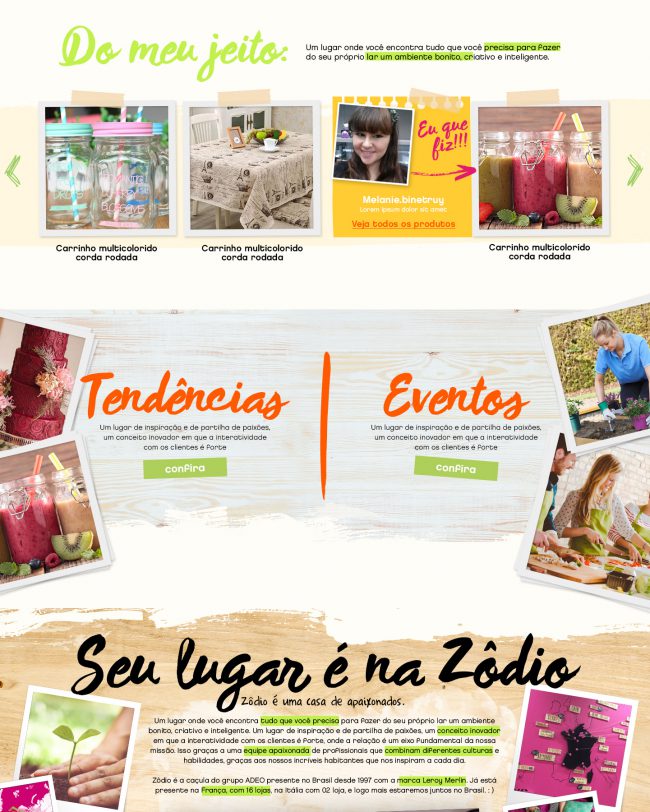 Do meu jeito:
Um lugar onde você encontra tudo que você precisa para fazer
do seu próprio lar um ambiente bonito, criativo e inteligente.
Eu que
fiz!!!
Melanie.binetruy
Lorem ipsum dolor sit amet
Veja todos os produtos
Carrinho multicolorido
corda rodada
Carrinho multicolorido
corda rodada
Carrinho multicolorido
corda rodada
Tendências
Um lugar de inspiração e de partilha de paixões,
um conceito inovador em que a interatividade
com os clientes é forte
confira
Eventos
Um lugar de inspiração e de partilha de paixões,
um conceito inovador em que a interatividade
com os clientes é forte
confira
Seu lugar é na Zôdio
Zôdio é uma casa de apaixonados.
Um lugar onde você encontra tudo que você precisa para fazer do seu próprio lar um ambiente
bonito, criativo e inteligente. Um lugar de inspiração e de partilha de paixões, um conceito inovador
em que a interatividade com os clientes é forte, onde a relação é um eixo fundamental da nossa
missão. Isso graças a uma equipe apaixonada de profissionais que combinam diferentes culturas e
habilidades, graças aos nossos incríveis habitantes que nos inspiram a cada dia.
Zôdio é a caçula do grupo ADEO presente no Brasil desde 1997 com a marca Leroy Merlin. Já está
presente na França, com 16 lojas, na Itália com 02 loja, e logo mais estaremos juntos no Brasil. : )